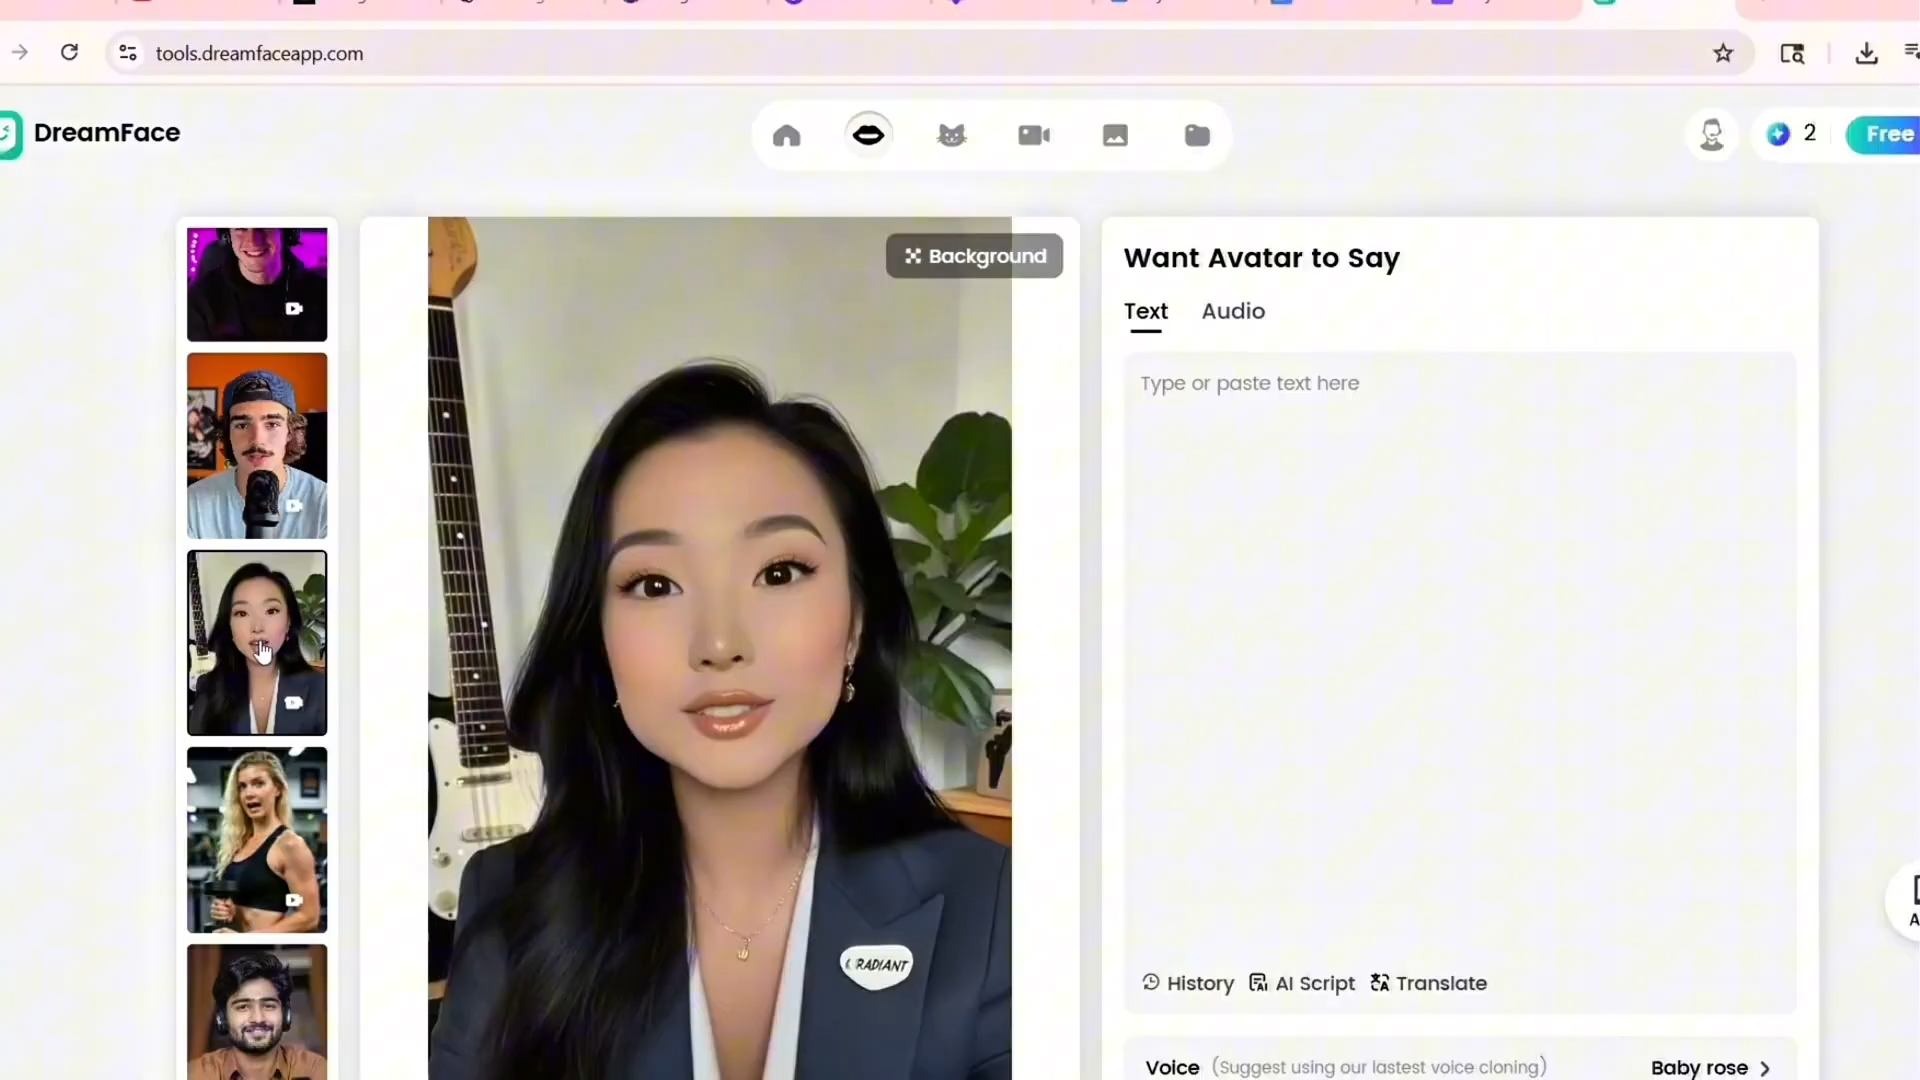 tools.dreamfaceapp.com
DreamFace
2
Free
Background
Want Avatar to Say
Text Audio
Type or paste text here
RADIANT
History AI Script Translate
Voice (Suggest using our lastest voice cloning) Baby rose